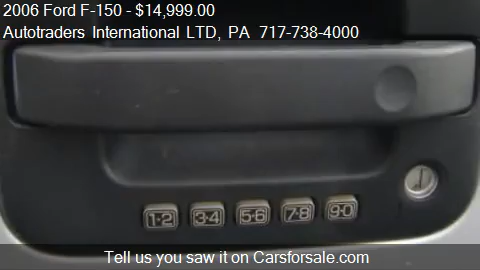 2006 Ford F-150 - $14,999.00
Autotraders International LTD, PA 717-738-4000
1·2 3·4 5·6 7·8 9·0
Tell us you saw it on Carsforsale.com